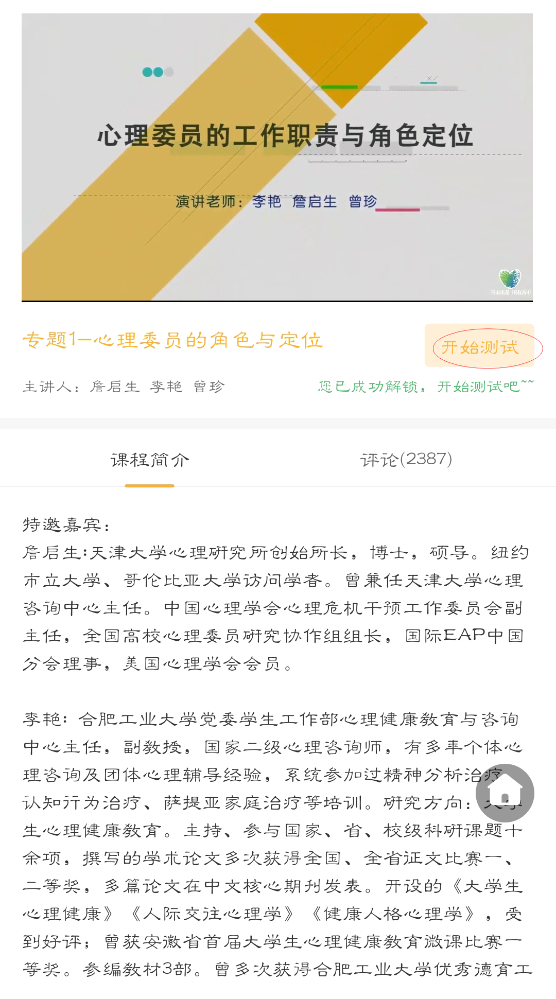 心理委员的工作职责与角色定位
演讲老师：李艳 詹启生 曾珍
专题1—心理委员的角色与定位
开始测试
主讲人：詹启生 李艳 曾珍
您已成功解锁，开始测试吧~~
课程简介
评论(2387)
特邀嘉宾：
詹启生:天津大学心理研究所创始所长，博士，硕导。纽约
市立大学、哥伦比亚大学访问学者。曾兼任天津大学心理
咨询中心主任。中国心理学会心理危机干预工作委员会副
主任，全国高校心理委员研究协作组组长，国际EAP中国
分会理事，美国心理学会会员。
李艳：合肥工业大学党委学生工作部心理健康教育与咨询
中心主任，副教授，国家二级心理咨询师，有多年个体心
理咨询及团体心理辅导经验，系统参加过精神分析治疗
认知行为治疗、萨提亚家庭治疗等培训。研究方向：大学
生心理健康教育。主持、参与国家、省、校级科研课题十
余项，撰写的学术论文多次获得全国、全省征文比赛一、
二等奖，多篇论文在中文核心期刊发表。开设的《大学生
心理健康》《人际交往心理学》《健康人格心理学》，受
到好评；曾获安徽省首届大学生心理健康教育微课比赛一
等奖。参编教材3部。曾多次获得合肥工业大学优秀德育工